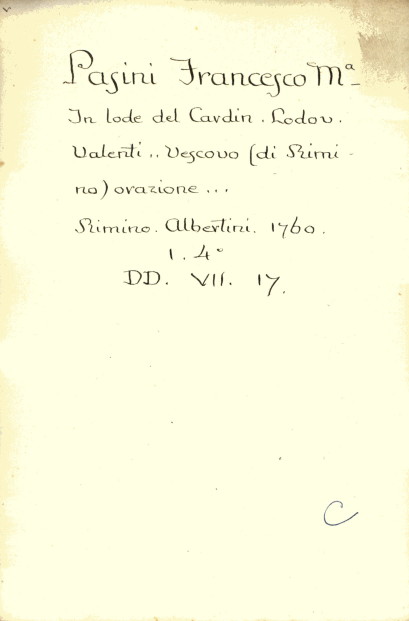 Pasini Francesco Mª
In lode del Cardin. Lodov.
Valenti.. Vescovo (di Rimi-
no) orazione...
Rimino. Albertini. 1760.
1. 4°
DD. VII. 17.
C